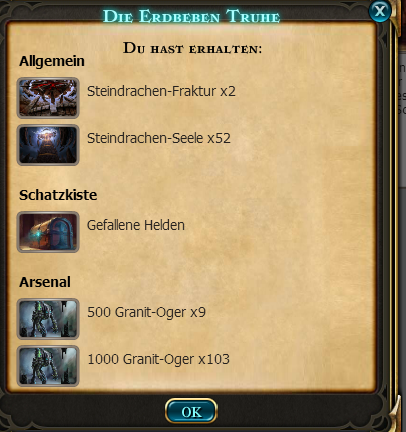 Die Erdbeben Truhe
Du hast erhalten:
Allgemein
Steindrachen-Fraktur x2
Steindrachen-Seele x52
Schatzkiste
Gefallene Helden
Arsenal
500 Granit-Oger x9
1000 Granit-Oger x103
OK